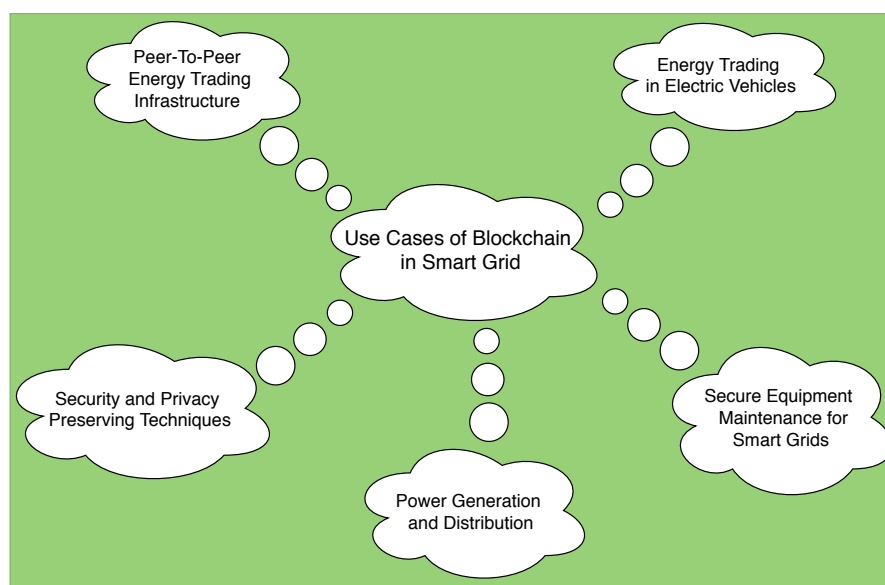 Peer-To-Peer
Energy Trading
Infrastructure
Energy Trading
in Electric Vehicles
Use Cases of Blockchain
in Smart Grid
Security and Privacy
Preserving Techniques
Secure Equipment
Maintenance for
Smart Grids
Power Generation
and Distribution